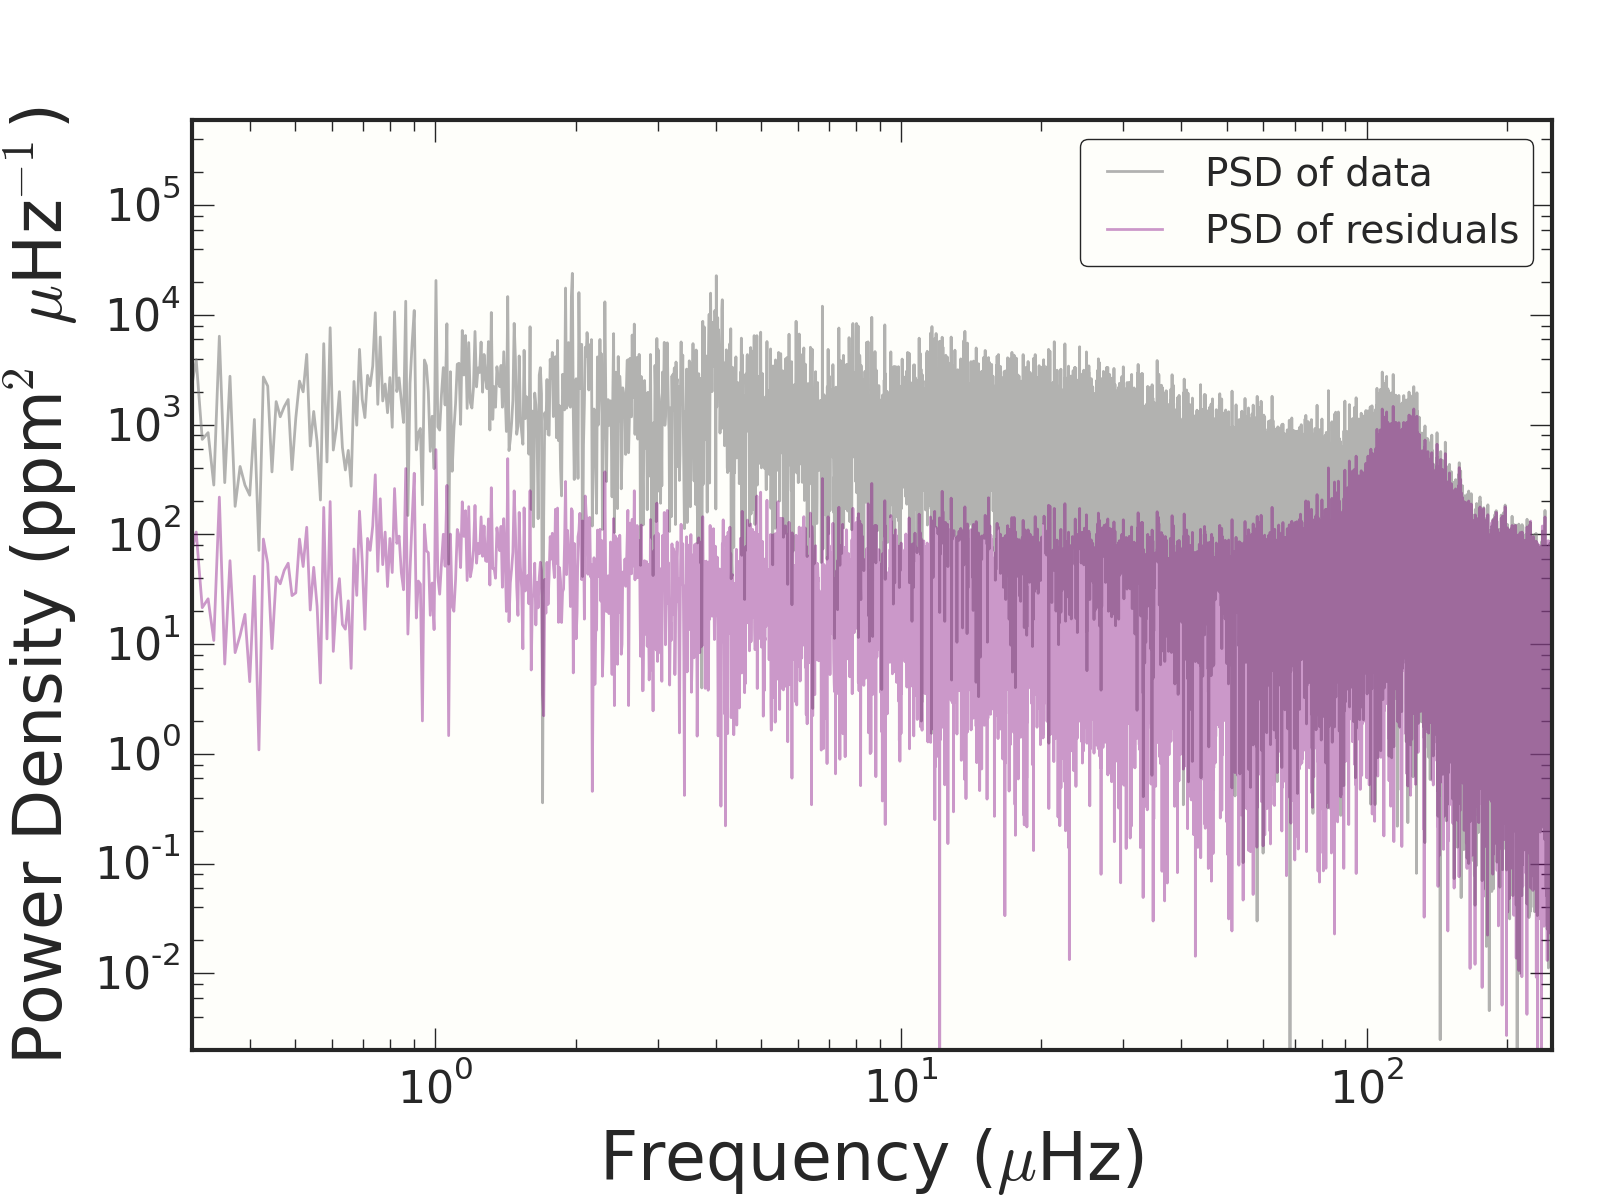 PSD of data
PSD of residuals
Power Density (ppm² μHz⁻¹)
10⁵
10⁴
10³
10²
10¹
10⁰
10⁻¹
10⁻²
10⁰ 10¹ 10²
Frequency (μHz)